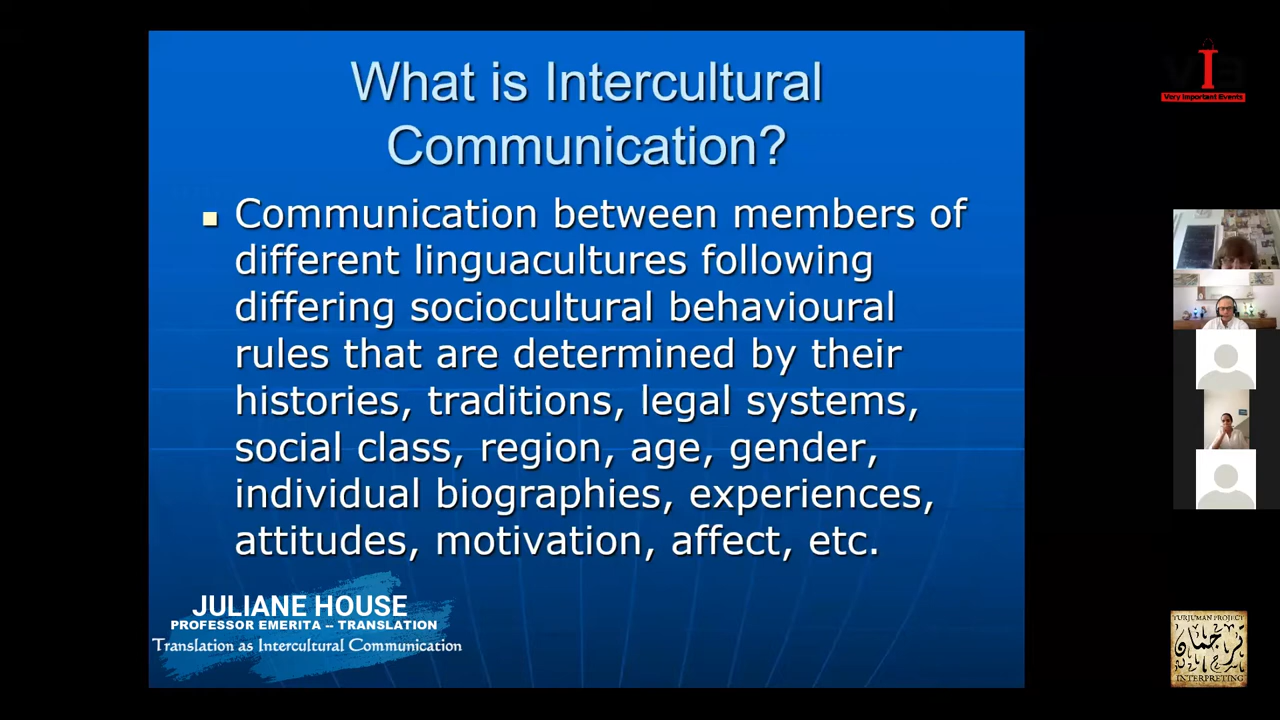 What is Intercultural
Communication?
Communication between members of
different linguacultures following
differing sociocultural behavioural
rules that are determined by their
histories, traditions, legal systems,
social class, region, age, gender,
individual biographies, experiences,
attitudes, motivation, affect, etc.
JULIANE HOUSE
PROFESSOR EMERITA -- TRANSLATION
Translation as Intercultural Communication
VIE
Very Important Events
TURJUMAN PROJECT
ترجمان
INTERPRETING